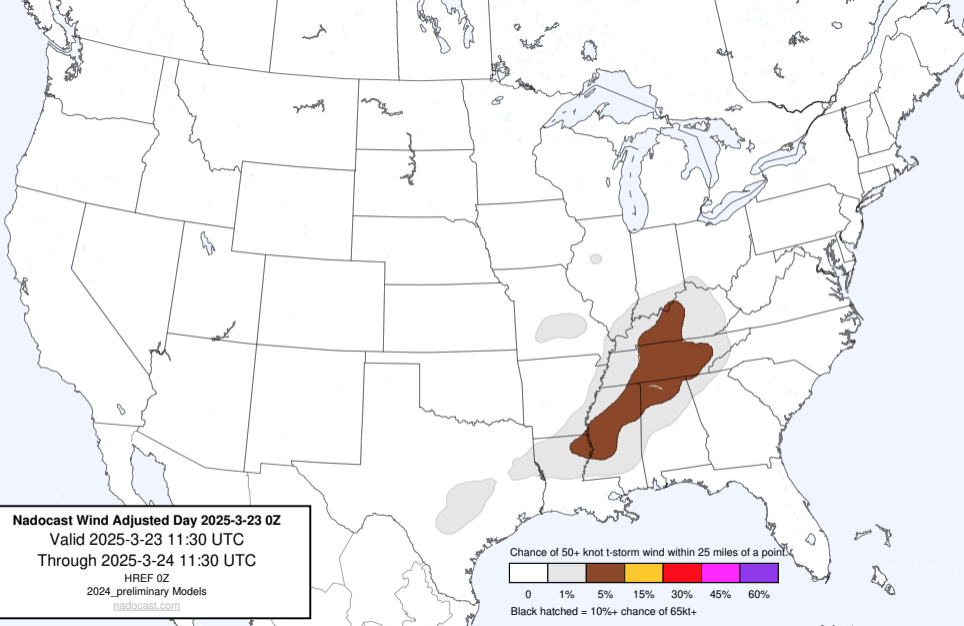 Nadocast Wind Adjusted Day 2025-3-23 0Z
Valid 2025-3-23 11:30 UTC
Through 2025-3-24 11:30 UTC
HREF 0Z
2024_preliminary Models
nadocast.com
Chance of 50+ knot t-storm wind within 25 miles of a point.
0 1% 5% 15% 30% 45% 60%
Black hatched = 10%+ chance of 65kt+